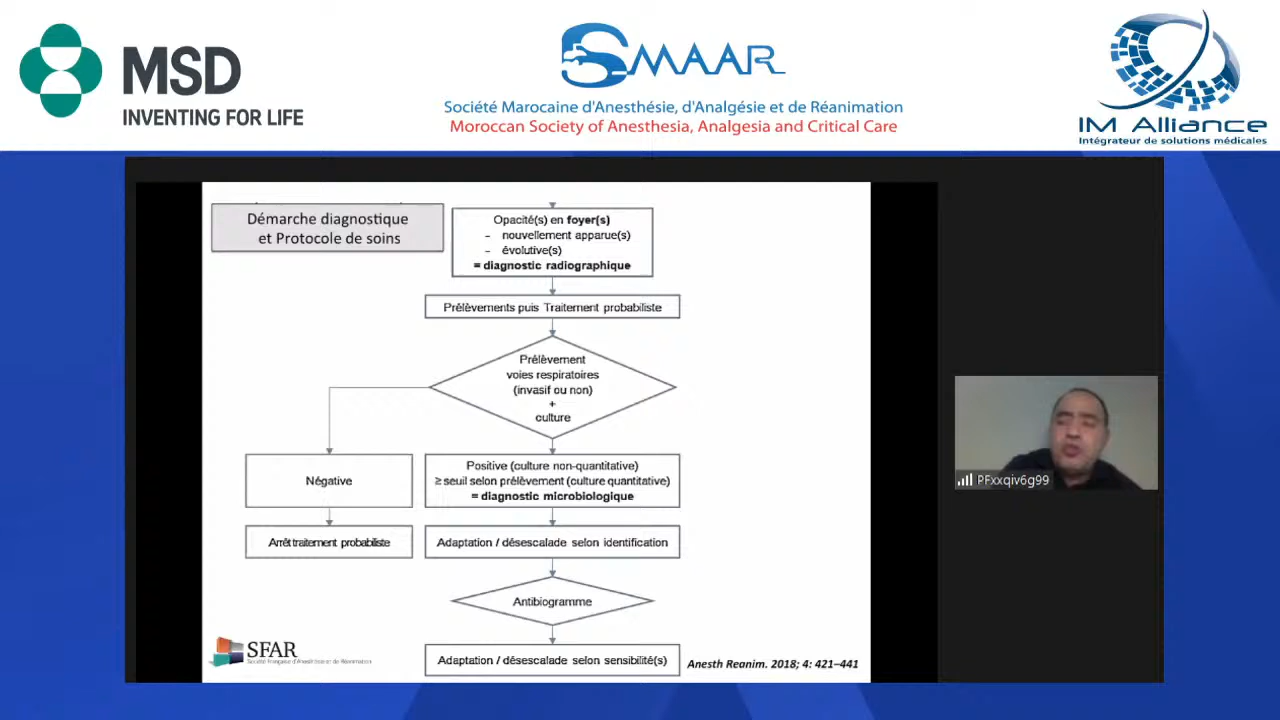 MSD
INVENTING FOR LIFE
SMAAR
Société Marocaine d'Anesthésie, d'Analgésie et de Réanimation
Moroccan Society of Anesthesia, Analgesia and Critical Care
IM Alliance
Intégrateur de solutions médicales
Démarche diagnostique
et Protocole de soins
Opacité(s) en foyer(s)
- nouvellement apparue(s)
- évolutive(s)
= diagnostic radiographique
Prélèvements puis Traitement probabiliste
Prélèvement
voies respiratoires
(invasif ou non)
+
culture
Négative
Positive (culture non-quantitative)
≥ seuil selon prélèvement (culture quantitative)
= diagnostic microbiologique
Arrêt traitement probabiliste
Adaptation / désescalade selon identification
Antibiogramme
Adaptation / désescalade selon sensibilité(s)
SFAR
Société Française d'Anesthésie et de Réanimation
Anesth Reanim. 2018; 4: 421–441
PFxxqiv6g99